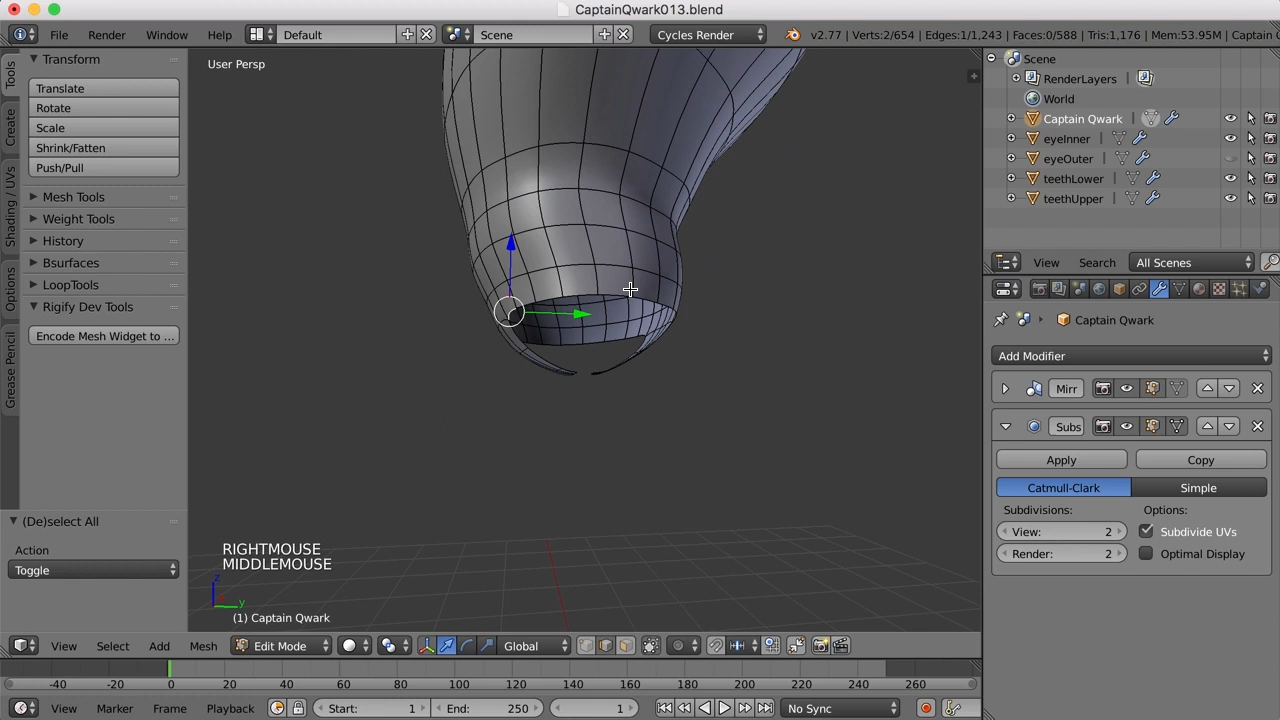 CaptainQwark013.blend
File Render Window Help Default Scene Cycles Render v2.77 | Verts:2/654 | Edges:1/1,243 | Faces:0/588 | Tris:1,176 | Mem:53.95M | Captain
Tools
Create
Shading / UVs
Options
Grease Pencil
Transform
Translate
Rotate
Scale
Shrink/Fatten
Push/Pull
Mesh Tools
Weight Tools
History
Bsurfaces
LoopTools
Rigify Dev Tools
Encode Mesh Widget to ...
(De)select All
Action
Toggle
User Persp
RIGHTMOUSE
MIDDLEMOUSE
z
y
(1) Captain Qwark
View Select Add Mesh Edit Mode Global
-40 -20 0 20 40 60 80 100 120 140 160 180 200 220 240 260
View Marker Frame Playback Start: 1 End: 250 1 No Sync
Scene
RenderLayers
World
Captain Qwark
eyeInner
eyeOuter
teethLower
teethUpper
View Search All Scenes
Captain Qwark
Add Modifier
Mirr
Subs
Apply Copy
Catmull-Clark Simple
Subdivisions: Options:
View: 2 Subdivide UVs
Render: 2 Optimal Display